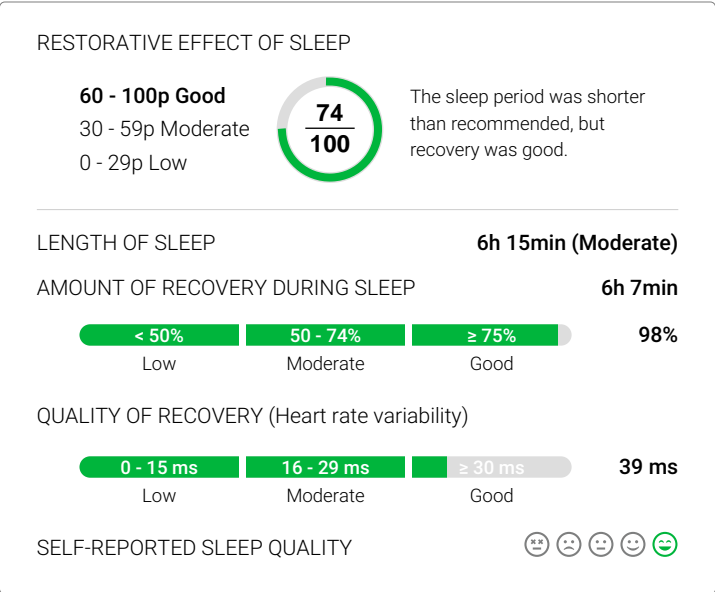 RESTORATIVE EFFECT OF SLEEP
60 - 100p Good
30 - 59p Moderate
0 - 29p Low
74
100
The sleep period was shorter
than recommended, but
recovery was good.
LENGTH OF SLEEP 6h 15min (Moderate)
AMOUNT OF RECOVERY DURING SLEEP 6h 7min
< 50% 50 - 74% ≥ 75% 98%
Low Moderate Good
QUALITY OF RECOVERY (Heart rate variability)
0 - 15 ms 16 - 29 ms ≥ 30 ms 39 ms
Low Moderate Good
SELF-REPORTED SLEEP QUALITY